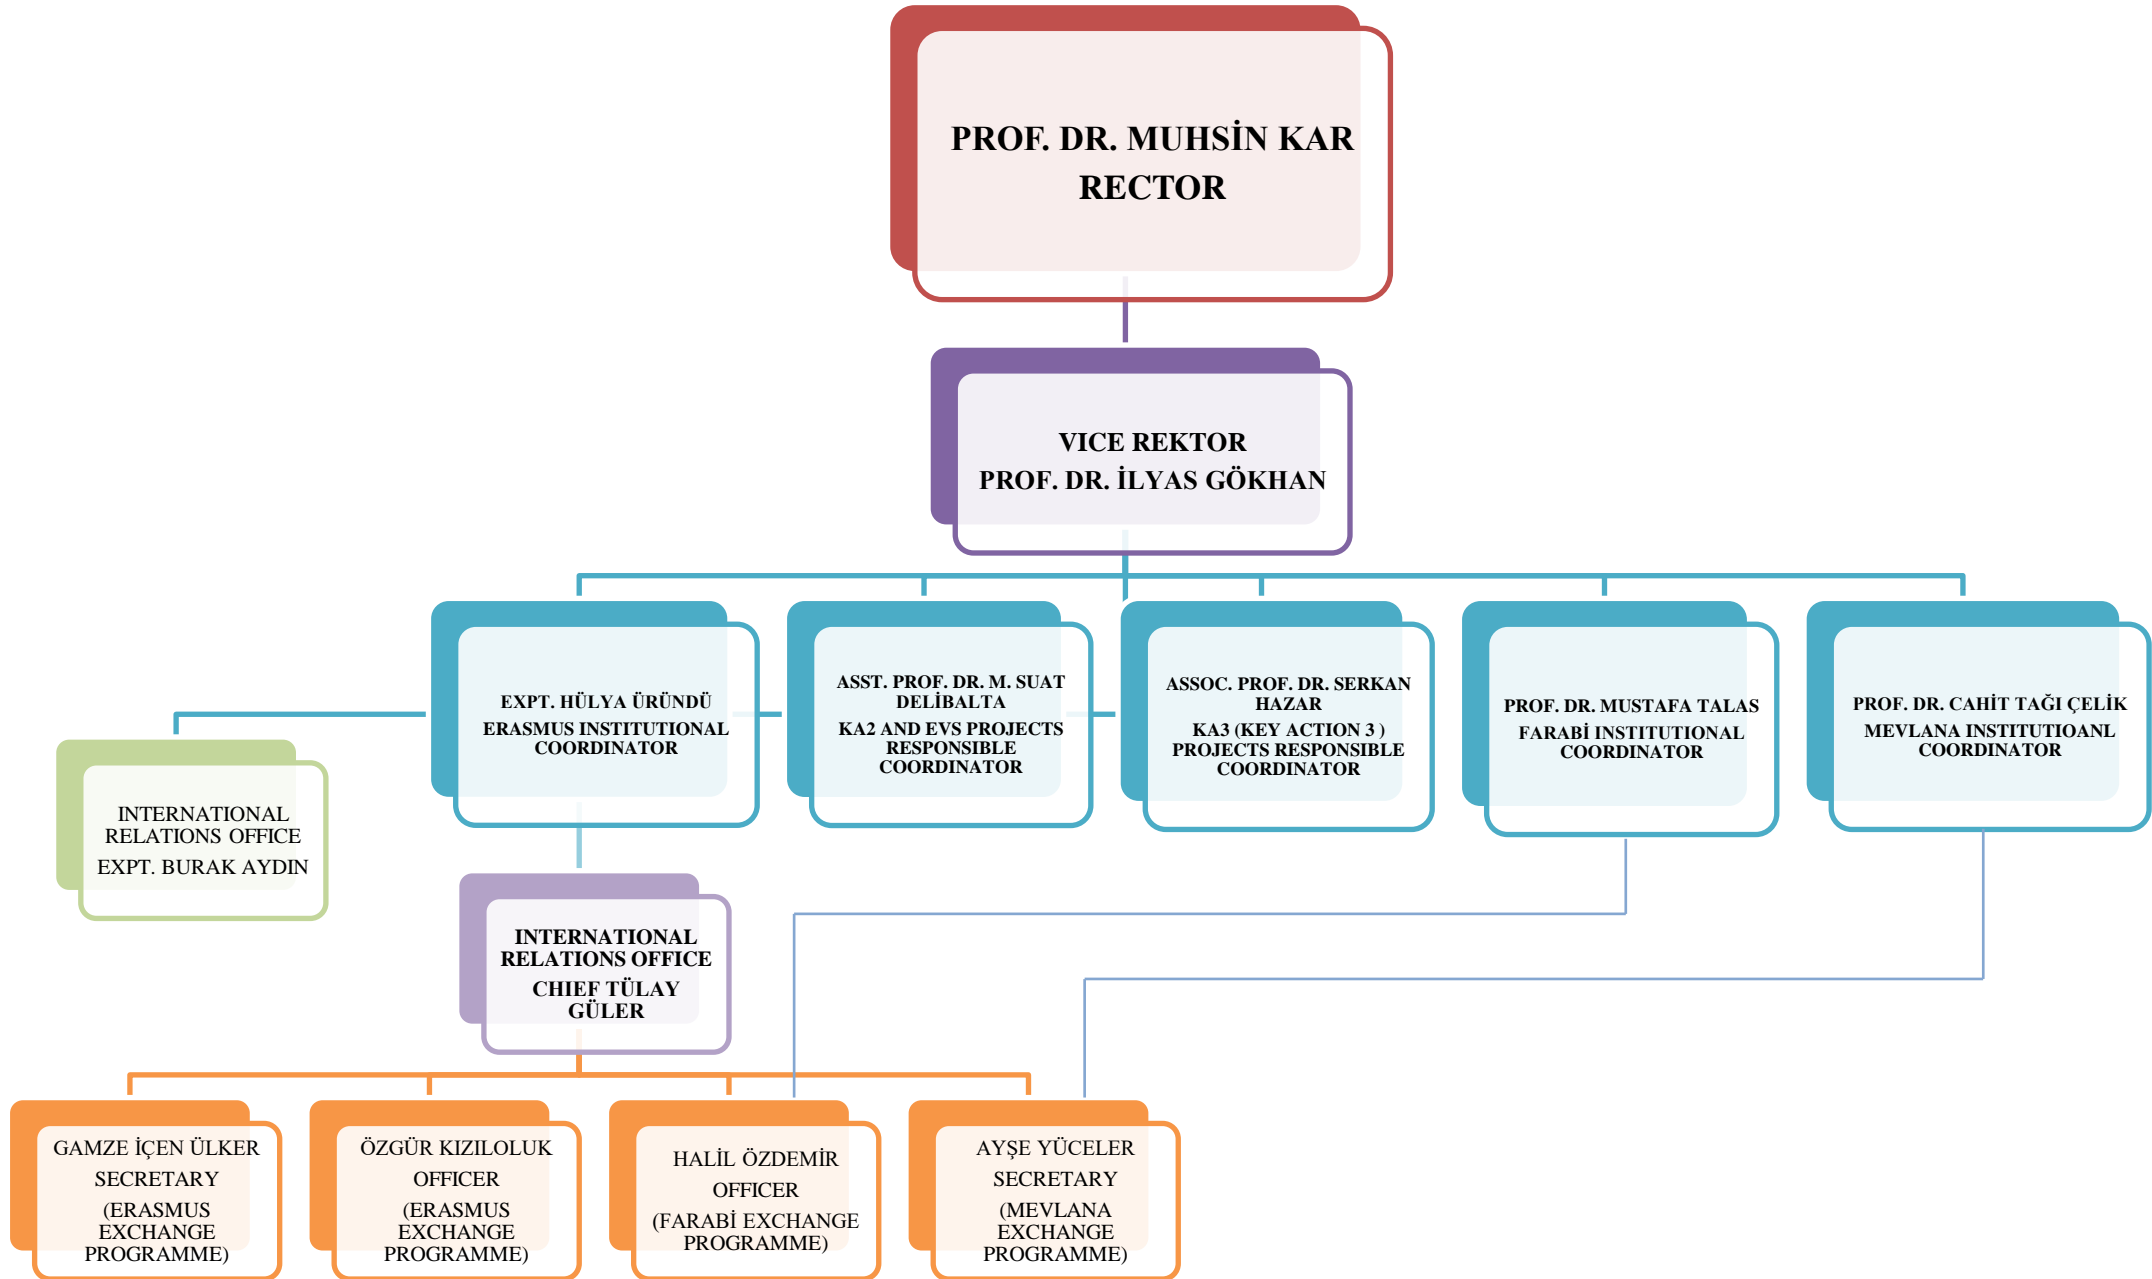 PROF. DR. MUHSİN KAR
RECTOR
VICE REKTOR
PROF. DR. İLYAS GÖKHAN
EXPT. HÜLYA ÜRÜNDÜ
ERASMUS INSTITUTIONAL
COORDINATOR
ASST. PROF. DR. M. SUAT
DELİBALTA
KA2 AND EVS PROJECTS
RESPONSIBLE
COORDINATOR
ASSOC. PROF. DR. SERKAN
HAZAR
KA3 (KEY ACTION 3 )
PROJECTS RESPONSIBLE
COORDINATOR
PROF. DR. MUSTAFA TALAS
FARABİ INSTITUTIONAL
COORDINATOR
PROF. DR. CAHİT TAĞI ÇELİK
MEVLANA INSTITUTIOANL
COORDINATOR
INTERNATIONAL
RELATIONS OFFICE
EXPT. BURAK AYDIN
INTERNATIONAL
RELATIONS OFFICE
CHIEF TÜLAY
GÜLER
GAMZE İÇEN ÜLKER
SECRETARY
(ERASMUS
EXCHANGE
PROGRAMME)
ÖZGÜR KIZILOLUK
OFFICER
(ERASMUS
EXCHANGE
PROGRAMME)
HALİL ÖZDEMİR
OFFICER
(FARABİ EXCHANGE
PROGRAMME)
AYŞE YÜCELER
SECRETARY
(MEVLANA
EXCHANGE
PROGRAMME)